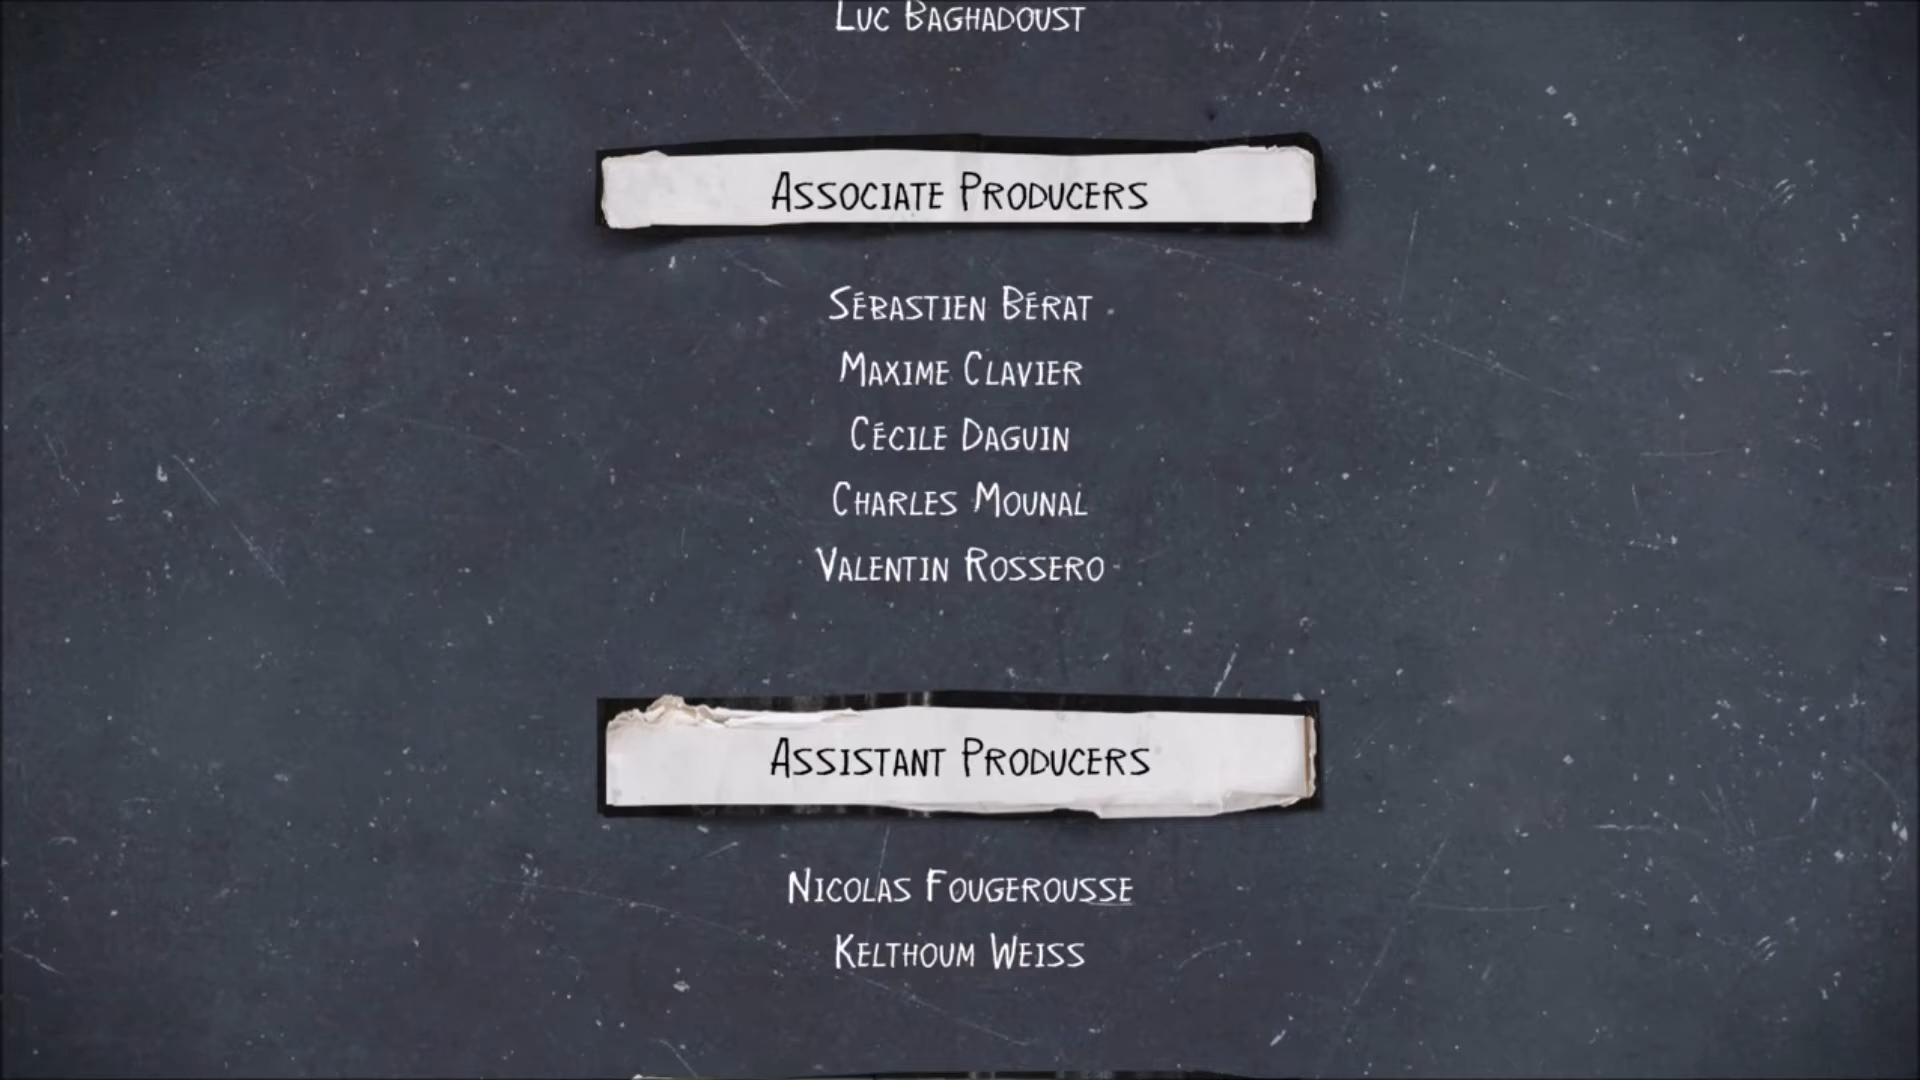 Luc Baghadoust
Associate Producers
Sébastien Bérat
Maxime Clavier
Cécile Daguin
Charles Mounal
Valentin Rossero
Assistant Producers
Nicolas Fougerousse
Kelthoum Weiss